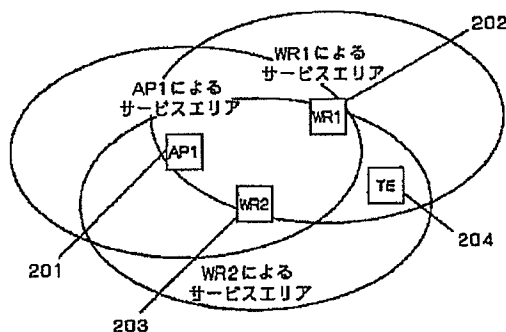 202
WR1による
サービスエリア
AP1による
サービスエリア
WR1
AP1
TE
WR2
204
201
WR2による
サービスエリア
203